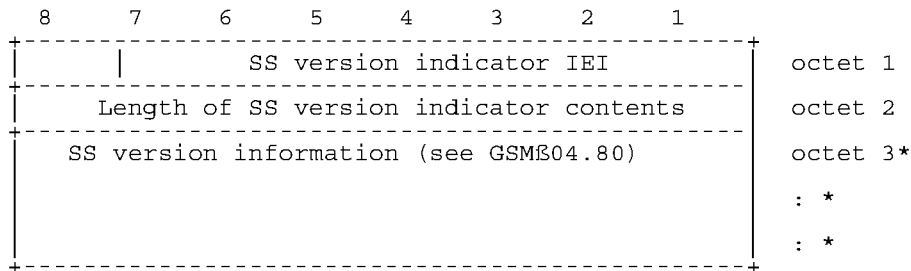 8 7 6 5 4 3 2 1
SS version indicator IEI octet 1
Length of SS version indicator contents octet 2
SS version information (see GSMß04.80) octet 3*
: *
: *